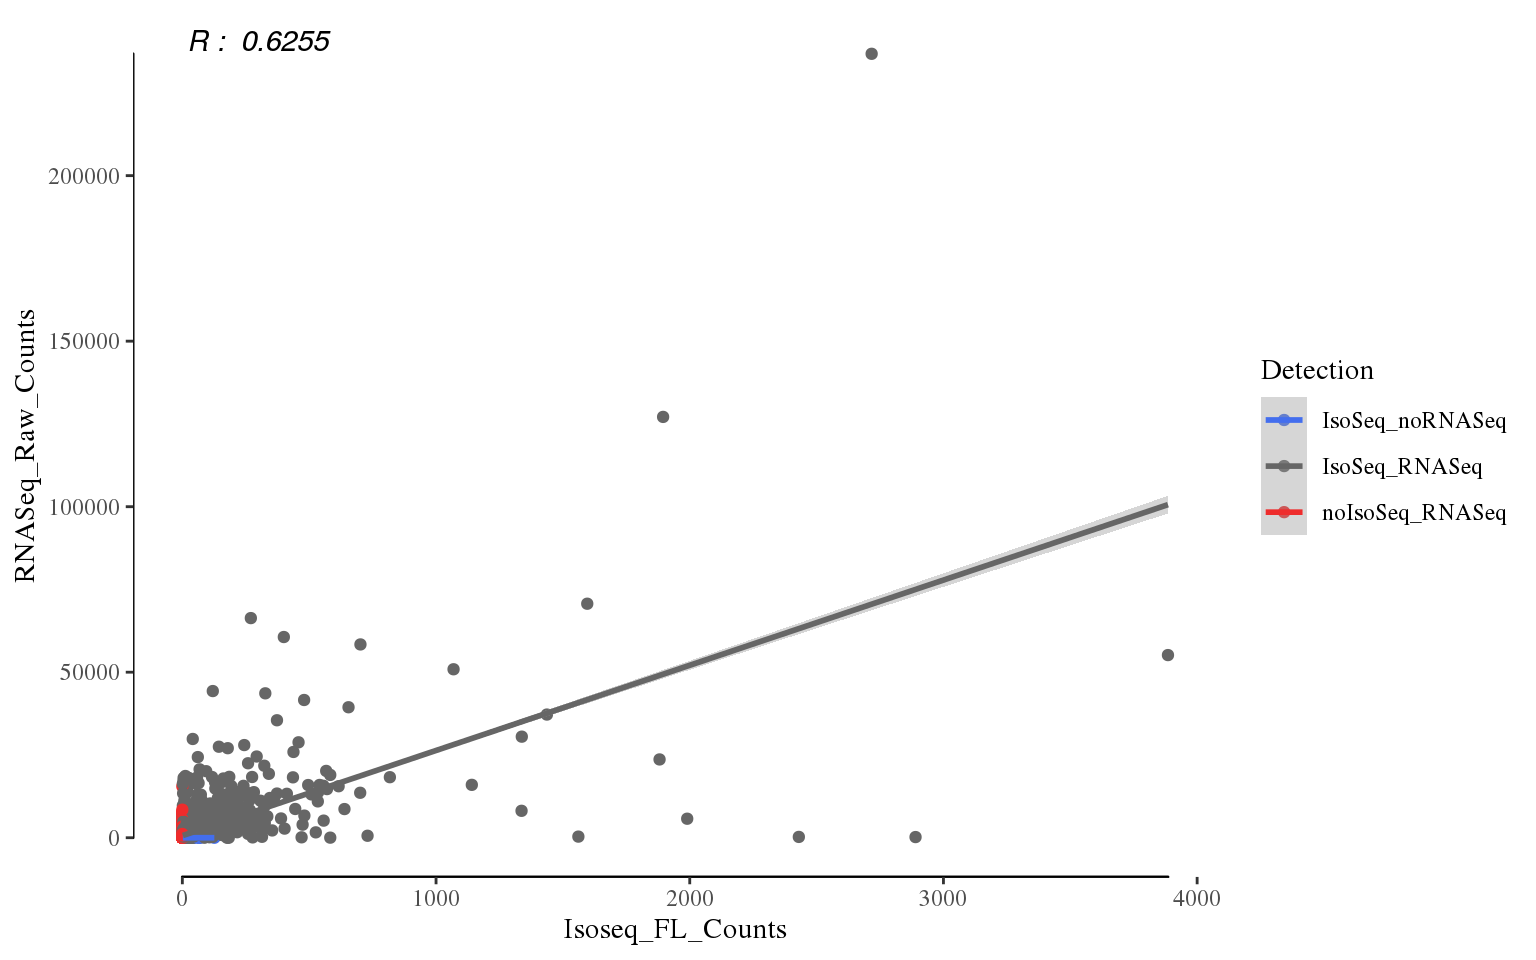 R : 0.6255
RNASeq_Raw_Counts
200000
150000
100000
50000
0
0 1000 2000 3000 4000
Isoseq_FL_Counts
Detection
IsoSeq_noRNASeq
IsoSeq_RNASeq
noIsoSeq_RNASeq